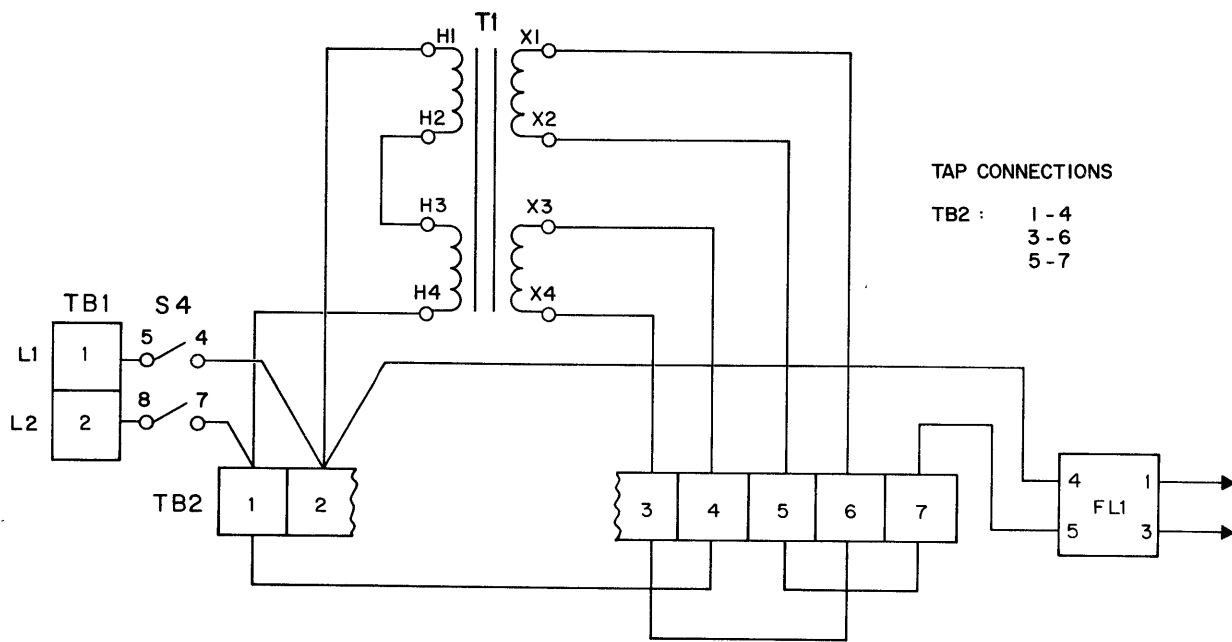 T1
H1
X1
H2
X2
H3
X3
H4
X4
TAP CONNECTIONS
TB2 : 1-4
3-6
5-7
TB1 S4
L1 1 5 4
L2 2 8 7
TB2 1 2
3 4 5 6 7
4 1
FL1
5 3